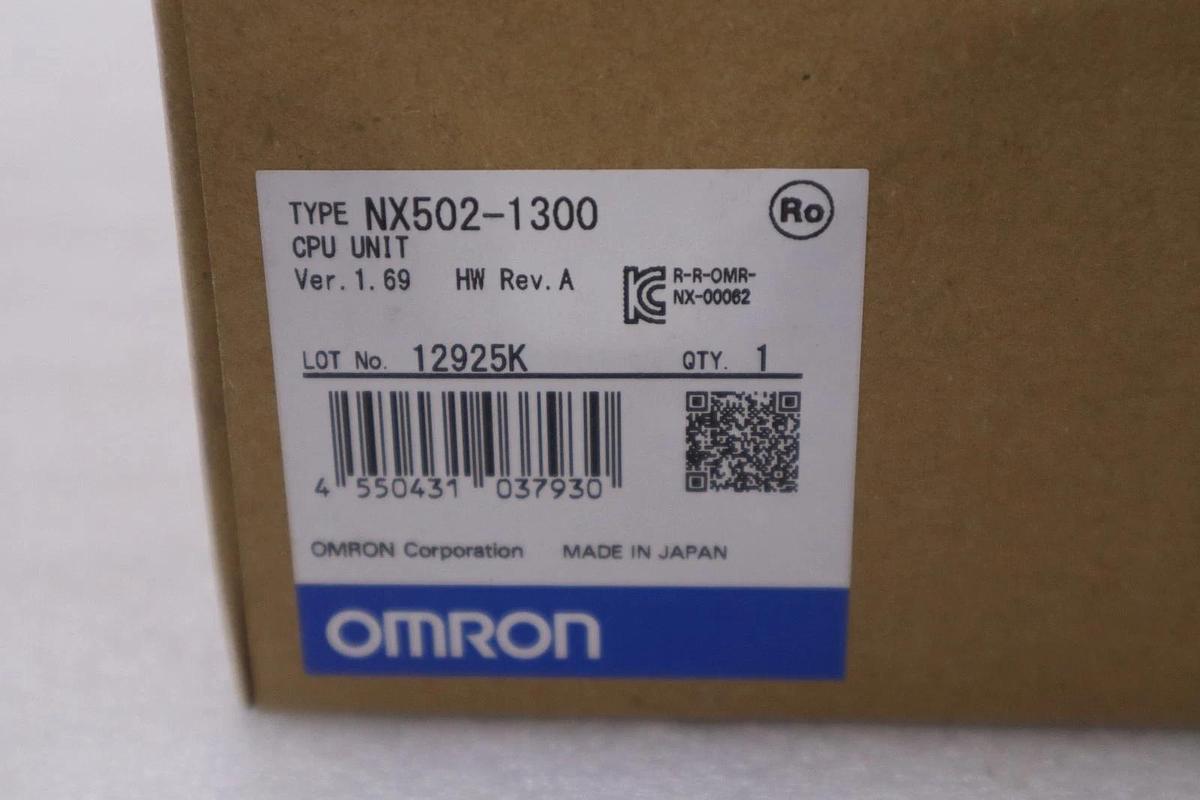 TYPE NX502-1300
Ro
CPU UNIT
Ver.1.69 HW Rev.A
R-R-OMR-
NX-00062
LOT No. 12925K QTY. 1
4 550431 037930
OMRON Corporation MADE IN JAPAN
OMRON